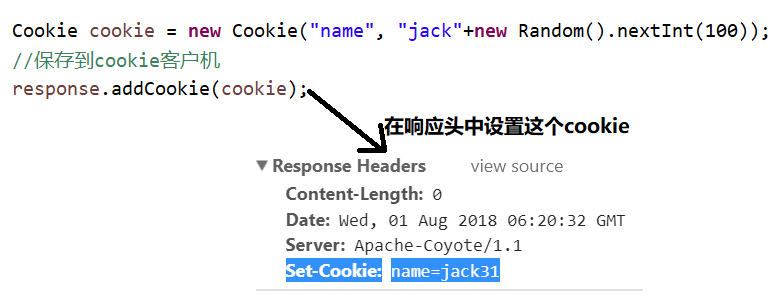 Cookie cookie = new Cookie("name", "jack"+new Random().nextInt(100));
//保存到cookie客户机
response.addCookie(cookie);
在响应头中设置这个cookie
▼ Response Headers view source
Content-Length: 0
Date: Wed, 01 Aug 2018 06:20:32 GMT
Server: Apache-Coyote/1.1
Set-Cookie: name=jack31